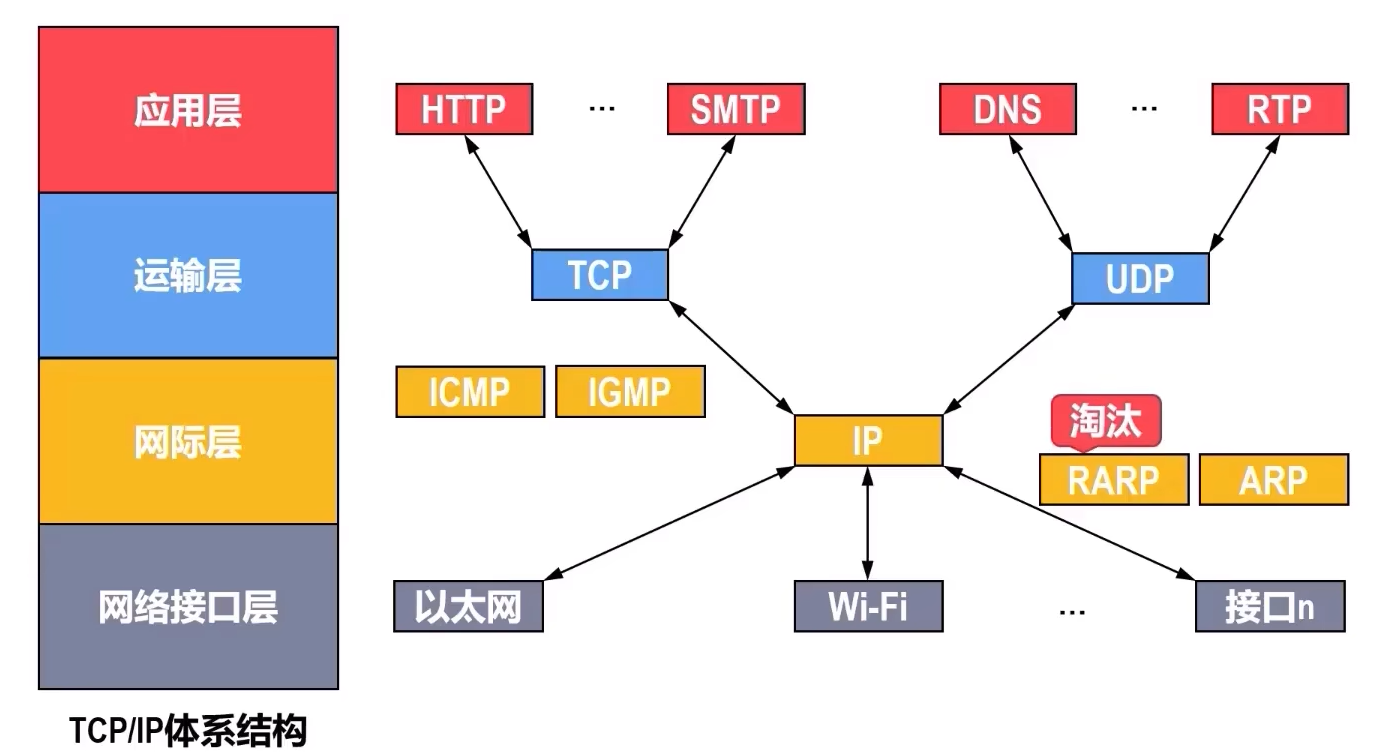 应用层
HTTP ... SMTP DNS ... RTP
运输层
TCP UDP
ICMP IGMP
淘汰
网际层
IP
RARP ARP
网络接口层
以太网 Wi-Fi ... 接口n
TCP/IP体系结构